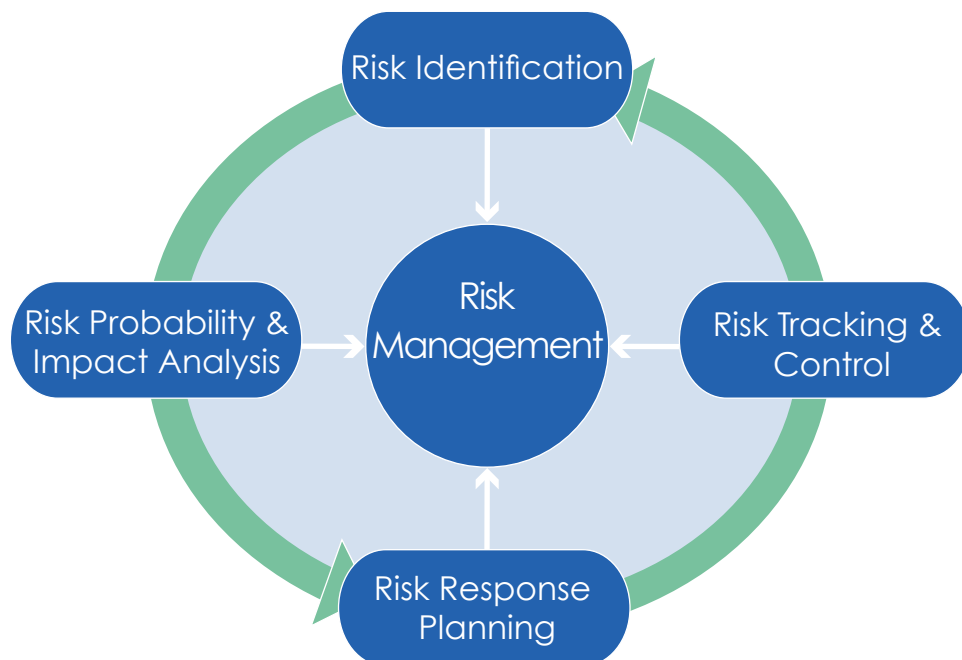 Risk Identification
Risk
Management
Risk Probability &
Impact Analysis
Risk Tracking &
Control
Risk Response
Planning